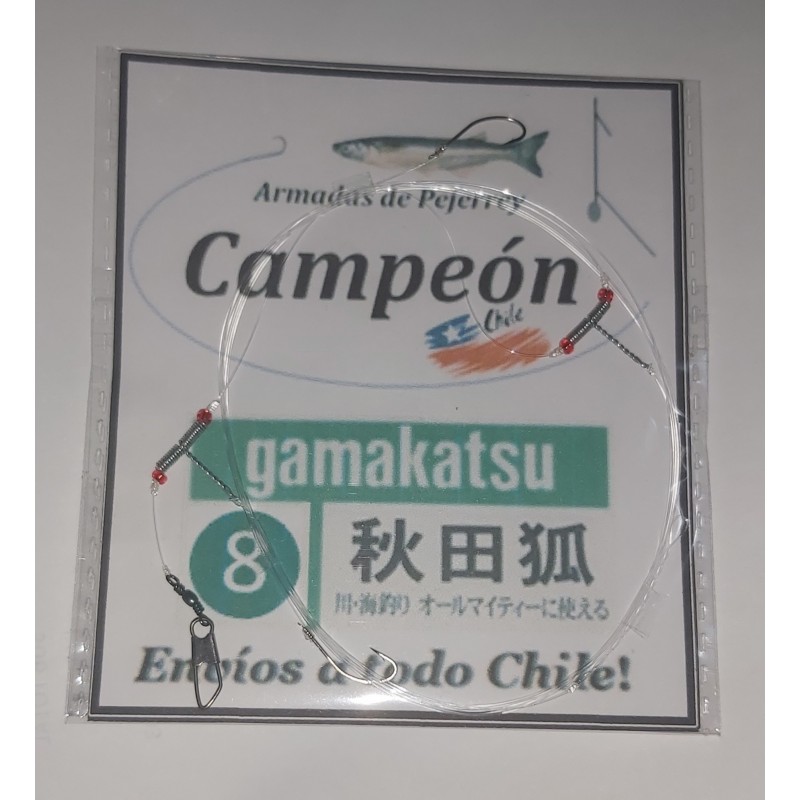 Armadas de Pejerrey
Campeón
Chile
gamakatsu
8
秋田狐
川・海釣り オールマイティーに使える
Envíos a todo Chile!